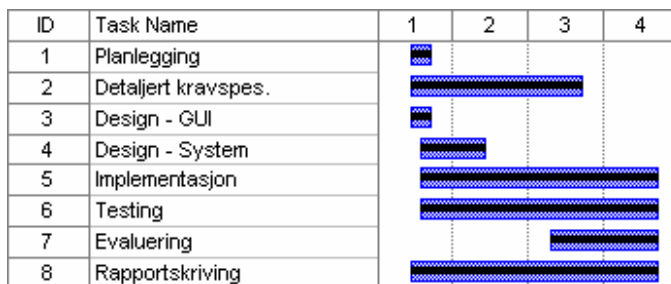 ID Task Name 1 2 3 4
1 Planlegging
2 Detaljert kravspes.
3 Design - GUI
4 Design - System
5 Implementasjon
6 Testing
7 Evaluering
8 Rapportskriving